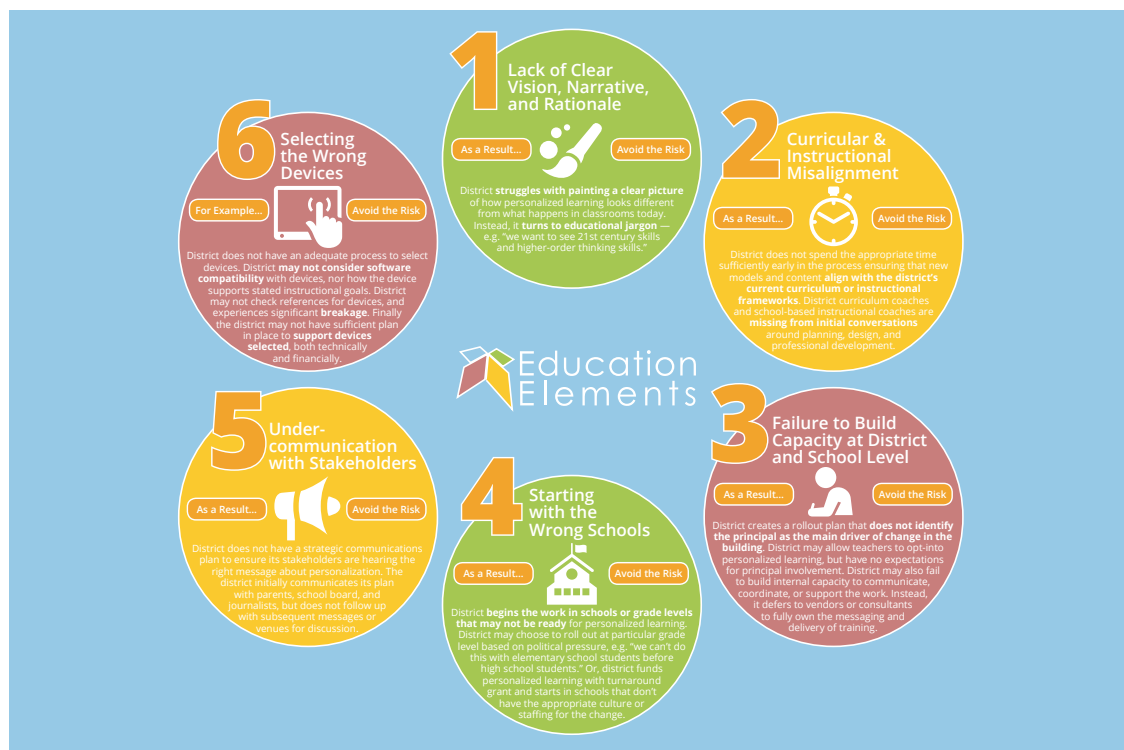 1
Lack of Clear
Vision, Narrative,
and Rationale
As a Result...
Avoid the Risk
District struggles with painting a clear picture
of how personalized learning looks different
from what happens in classrooms today.
Instead, it turns to educational jargon —
e.g. “we want to see 21st century skills
and higher-order thinking skills.”
2
Curricular &
Instructional
Misalignment
As a Result...
Avoid the Risk
District does not spend the appropriate time
sufficiently early in the process ensuring that new
models and content align with the district’s
current curriculum or instructional
frameworks. District curriculum coaches
and school-based instructional coaches are
missing from initial conversations
around planning, design, and
professional development.
3
Failure to Build
Capacity at District
and School Level
As a Result...
Avoid the Risk
District creates a rollout plan that does not identify
the principal as the main driver of change in the
building. District may allow teachers to opt-into
personalized learning, but have no expectations
for principal involvement. District may also fail
to build internal capacity to communicate,
coordinate, or support the work. Instead,
it defers to vendors or consultants
to fully own the messaging and
delivery of training.
4
Starting
with the
Wrong Schools
As a Result...
Avoid the Risk
District begins the work in schools or grade levels
that may not be ready for personalized learning.
District may choose to roll out at particular grade
level based on political pressure, e.g. “we can’t do
this with elementary school students before
high school students.” Or, district funds
personalized learning with turnaround
grant and starts in schools that don’t
have the appropriate culture or
staffing for the change.
5
Under-
communication
with Stakeholders
As a Result...
Avoid the Risk
District does not have a strategic communications
plan to ensure its stakeholders are hearing the
right message about personalization. The
district initially communicates its plan
with parents, school board, and
journalists, but does not follow up
with subsequent messages or
venues for discussion.
6
Selecting
the Wrong
Devices
For Example...
Avoid the Risk
District does not have an adequate process to select
devices. District may not consider software
compatibility with devices, nor how the device
supports stated instructional goals. District
may not check references for devices, and
experiences significant breakage. Finally
the district may not have sufficient plan
in place to support devices
selected, both technically
and financially.
Education
Elements